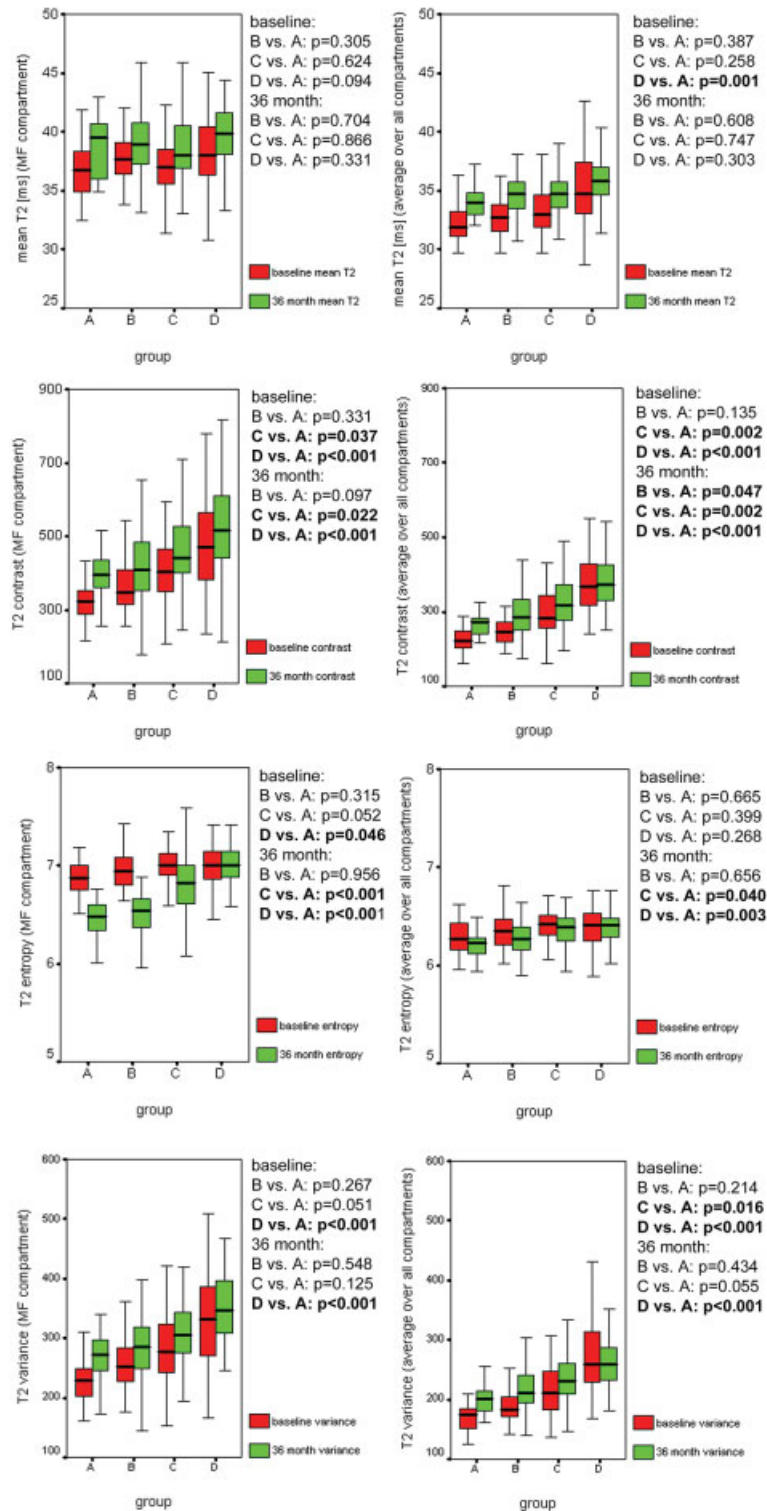 50
45
40
35
30
25
mean T2 [ms] (MF compartment)
A B C D
group
baseline:
B vs. A: p=0.305
C vs. A: p=0.624
D vs. A: p=0.094
36 month:
B vs. A: p=0.704
C vs. A: p=0.866
D vs. A: p=0.331
baseline mean T2
36 month mean T2
50
45
40
35
30
25
mean T2 [ms] (average over all compartments)
A B C D
group
baseline:
B vs. A: p=0.387
C vs. A: p=0.258
D vs. A: p=0.001
36 month:
B vs. A: p=0.608
C vs. A: p=0.747
D vs. A: p=0.303
baseline mean T2
36 month mean T2
900
700
500
300
100
T2 contrast (MF compartment)
A B C D
group
baseline:
B vs. A: p=0.331
C vs. A: p=0.037
D vs. A: p<0.001
36 month:
B vs. A: p=0.097
C vs. A: p=0.022
D vs. A: p<0.001
baseline contrast
36 month contrast
900
700
500
300
100
T2 contrast (average over all compartments)
A B C D
group
baseline:
B vs. A: p=0.135
C vs. A: p=0.002
D vs. A: p<0.001
36 month:
B vs. A: p=0.047
C vs. A: p=0.002
D vs. A: p<0.001
baseline contrast
36 month contrast
8
7
6
5
T2 entropy (MF compartment)
A B C D
group
baseline:
B vs. A: p=0.315
C vs. A: p=0.052
D vs. A: p=0.046
36 month:
B vs. A: p=0.956
C vs. A: p<0.001
D vs. A: p<0.001
baseline entropy
36 month entropy
8
7
6
5
T2 entropy (average over all compartments)
A B C D
group
baseline:
B vs. A: p=0.665
C vs. A: p=0.399
D vs. A: p=0.268
36 month:
B vs. A: p=0.656
C vs. A: p=0.040
D vs. A: p=0.003
baseline entropy
36 month entropy
600
500
400
300
200
100
T2 variance (MF compartment)
A B C D
group
baseline:
B vs. A: p=0.267
C vs. A: p=0.051
D vs. A: p<0.001
36 month:
B vs. A: p=0.548
C vs. A: p=0.125
D vs. A: p<0.001
baseline variance
36 month variance
600
500
400
300
200
100
T2 variance (average over all compartments)
A B C D
group
baseline:
B vs. A: p=0.214
C vs. A: p=0.016
D vs. A: p<0.001
36 month:
B vs. A: p=0.434
C vs. A: p=0.055
D vs. A: p<0.001
baseline variance
36 month variance